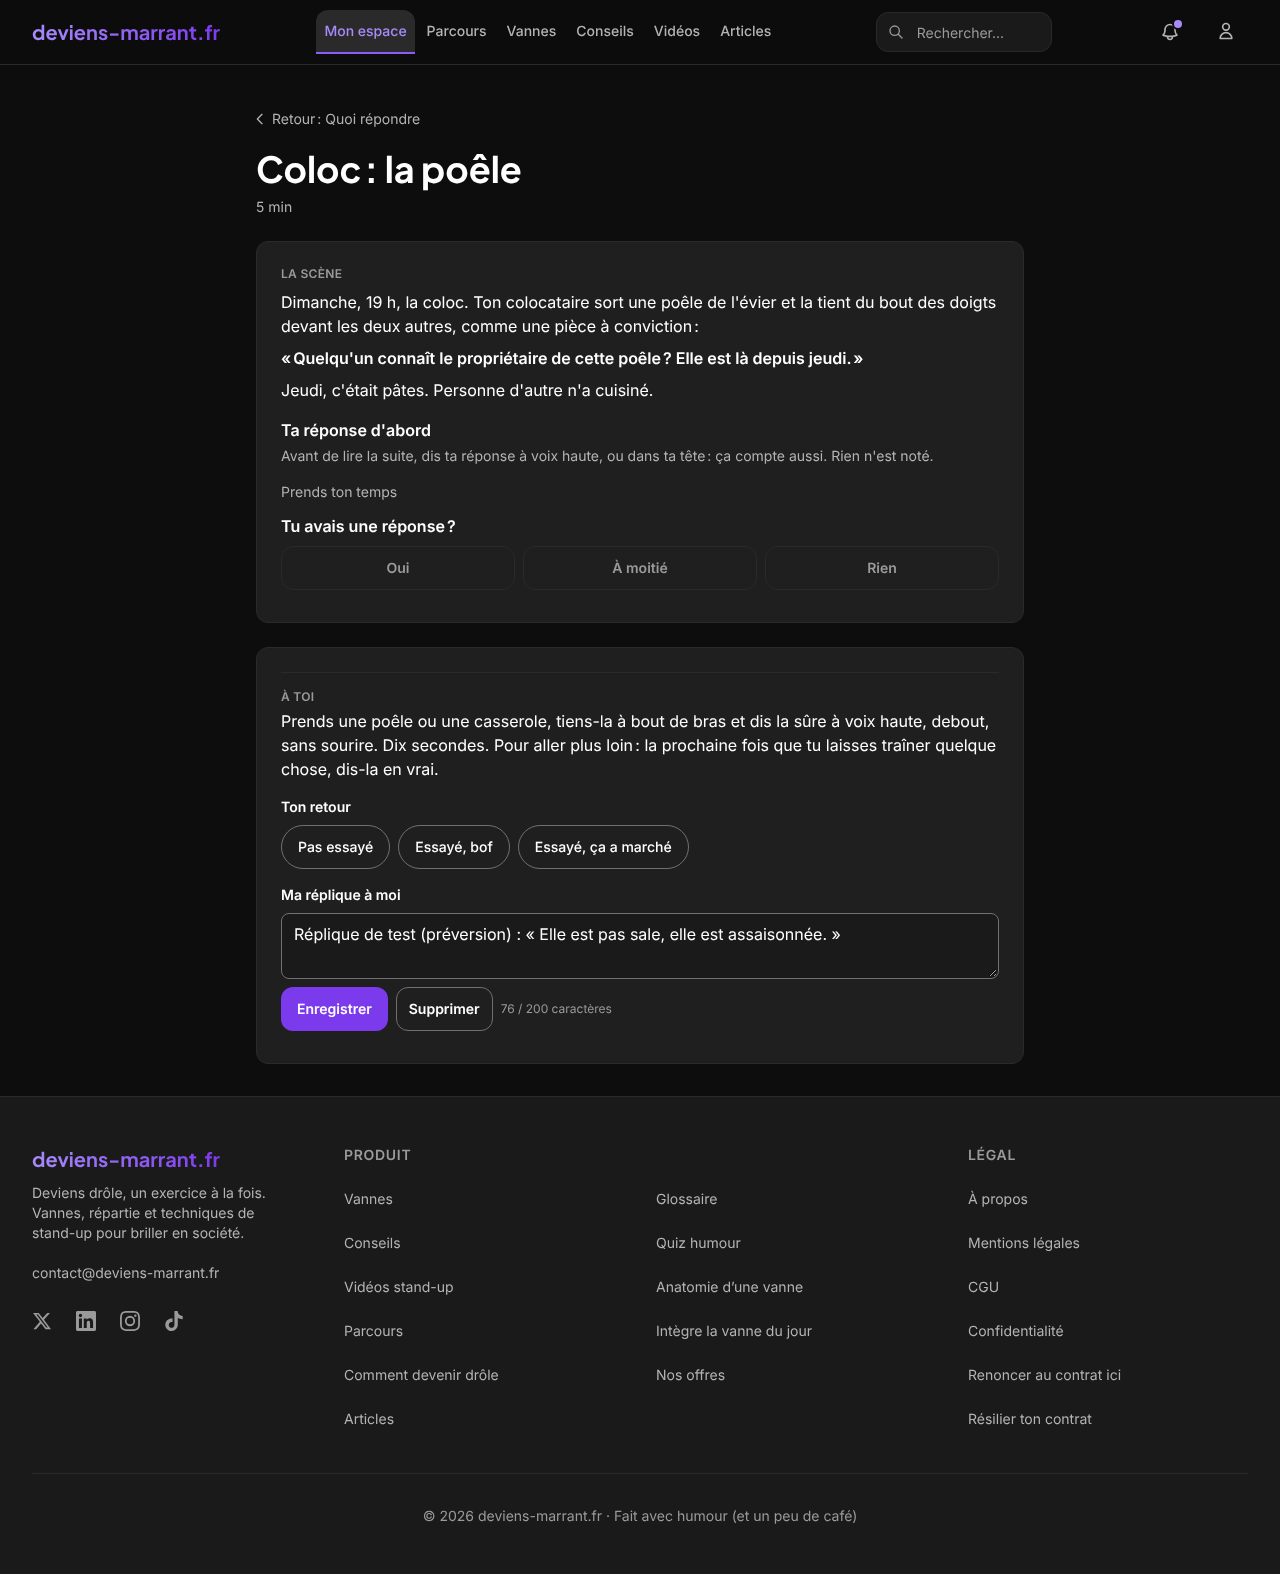 deviens-marrant.fr
Mon espace
Parcours
Vannes
Conseils
Vidéos
Articles
Rechercher...
Retour : Quoi répondre
Coloc : la poêle
5 min
LA SCÈNE
Dimanche, 19 h, la coloc. Ton colocataire sort une poêle de l'évier et la tient du bout des doigts
devant les deux autres, comme une pièce à conviction :
« Quelqu'un connaît le propriétaire de cette poêle ? Elle est là depuis jeudi. »
Jeudi, c'était pâtes. Personne d'autre n'a cuisiné.
Ta réponse d'abord
Avant de lire la suite, dis ta réponse à voix haute, ou dans ta tête : ça compte aussi. Rien n'est noté.
Prends ton temps
Tu avais une réponse ?
Oui
À moitié
Rien
À TOI
Prends une poêle ou une casserole, tiens-la à bout de bras et dis la sûre à voix haute, debout,
sans sourire. Dix secondes. Pour aller plus loin : la prochaine fois que tu laisses traîner quelque
chose, dis-la en vrai.
Ton retour
Pas essayé
Essayé, bof
Essayé, ça a marché
Ma réplique à moi
Réplique de test (préversion) : « Elle est pas sale, elle est assaisonnée. »
Enregistrer
Supprimer
76 / 200 caractères
deviens-marrant.fr
Deviens drôle, un exercice à la fois.
Vannes, répartie et techniques de
stand-up pour briller en société.
contact@deviens-marrant.fr
PRODUIT
Vannes
Conseils
Vidéos stand-up
Parcours
Comment devenir drôle
Articles
Glossaire
Quiz humour
Anatomie d’une vanne
Intègre la vanne du jour
Nos offres
LÉGAL
À propos
Mentions légales
CGU
Confidentialité
Renoncer au contrat ici
Résilier ton contrat
© 2026 deviens-marrant.fr · Fait avec humour (et un peu de café)